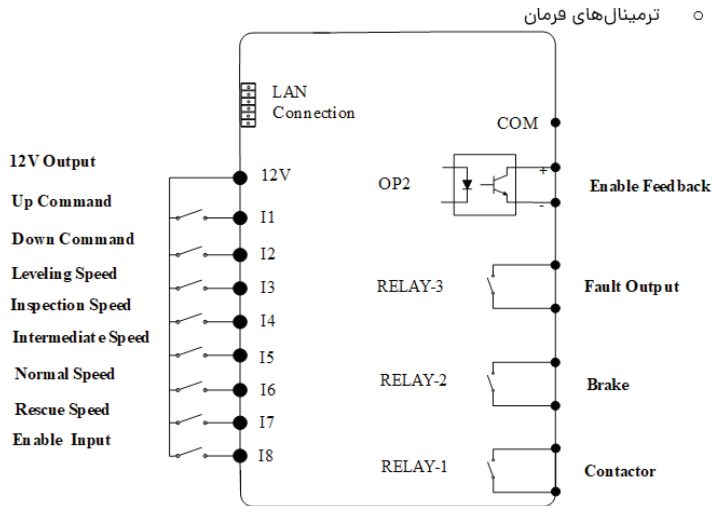 ○ ترمینال‌های فرمان
LAN
Connection
COM
12V Output
12V
OP2
+
-
Enable Feedback
Up Command
I1
Down Command
I2
Leveling Speed
I3
RELAY-3
Fault Output
Inspection Speed
I4
Intermediate Speed
I5
Normal Speed
I6
RELAY-2
Brake
Rescue Speed
I7
Enable Input
I8
RELAY-1
Contactor